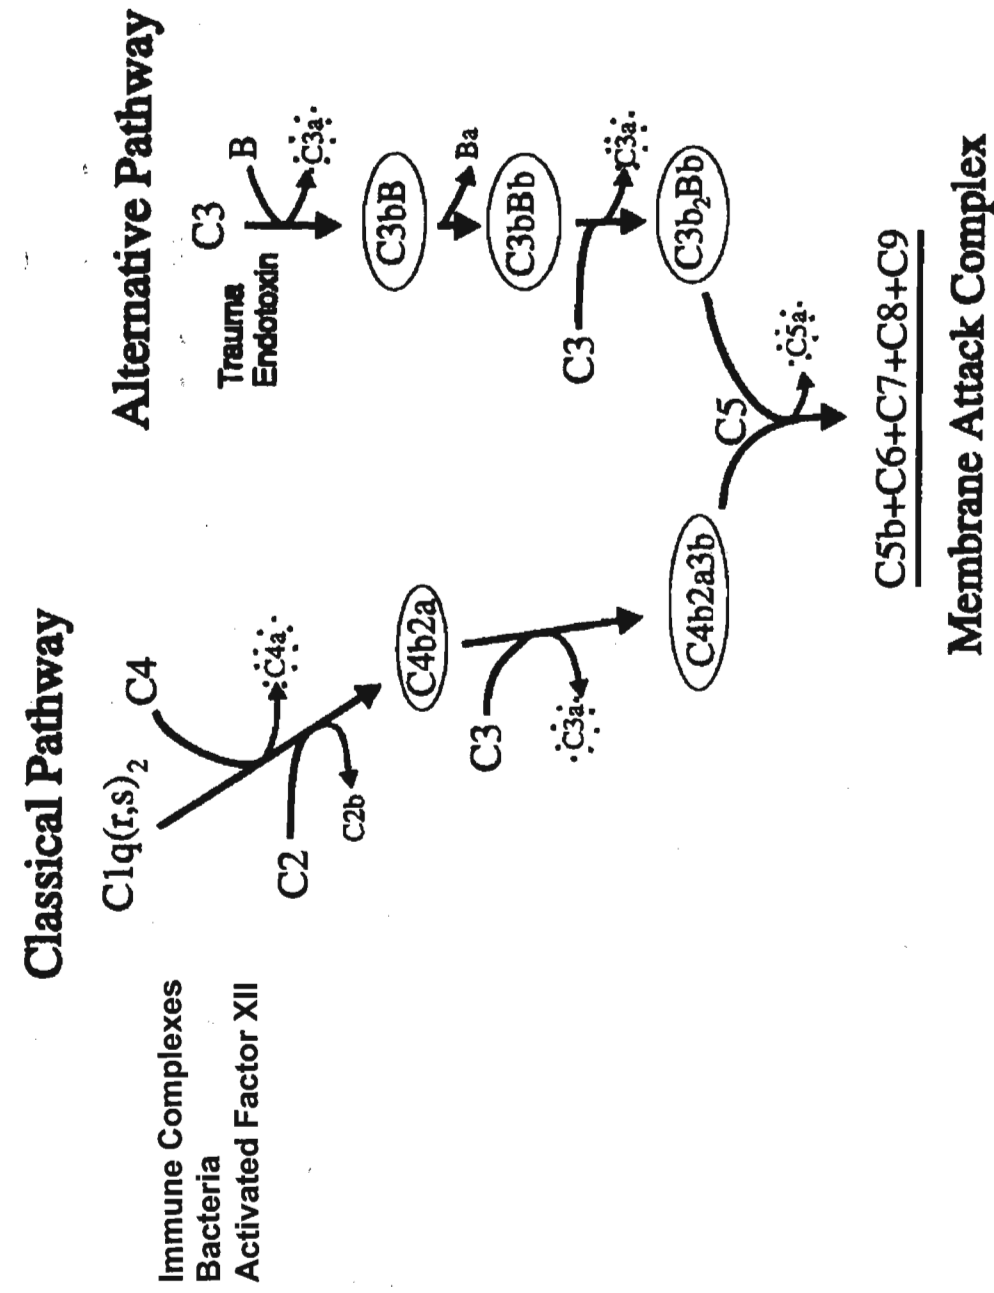 Classical Pathway
Immune Complexes
Bacteria
Activated Factor XII
C1q(r,s)2
C4
C4a
C2
C2b
C4b2a
C3
C3a
C4b2a3b
Alternative Pathway
Trauma
Endotoxin
C3
B
C3a
C3bB
Ba
C3bBb
C3
C3a
C3b2Bb
C5
C5a
C5b+C6+C7+C8+C9
Membrane Attack Complex